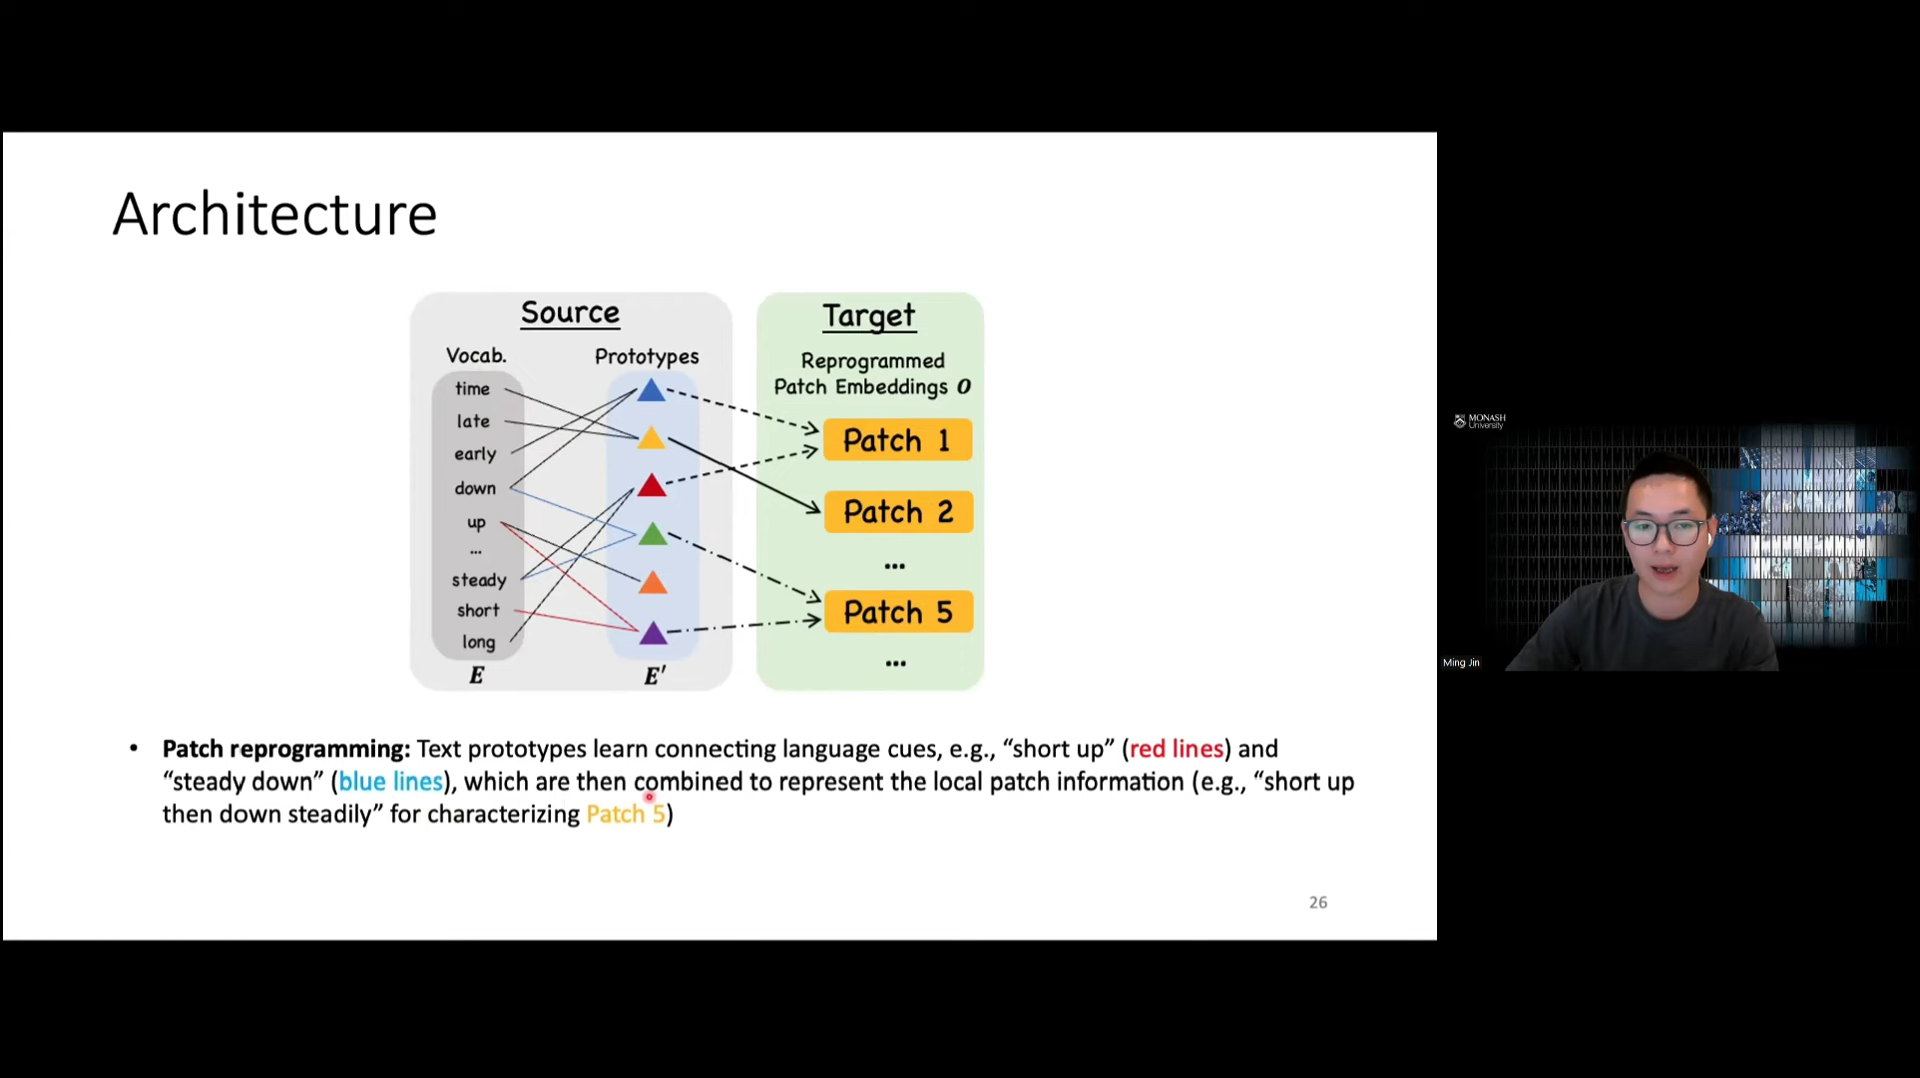 Architecture
Source
Vocab.
Prototypes
time
late
early
down
up
...
steady
short
long
E
E′
Target
Reprogrammed
Patch Embeddings O
Patch 1
Patch 2
...
Patch 5
...
• Patch reprogramming: Text prototypes learn connecting language cues, e.g., “short up” (red lines) and
“steady down” (blue lines), which are then combined to represent the local patch information (e.g., “short up
then down steadily” for characterizing Patch 5)
26
MONASH
University
Ming Jin